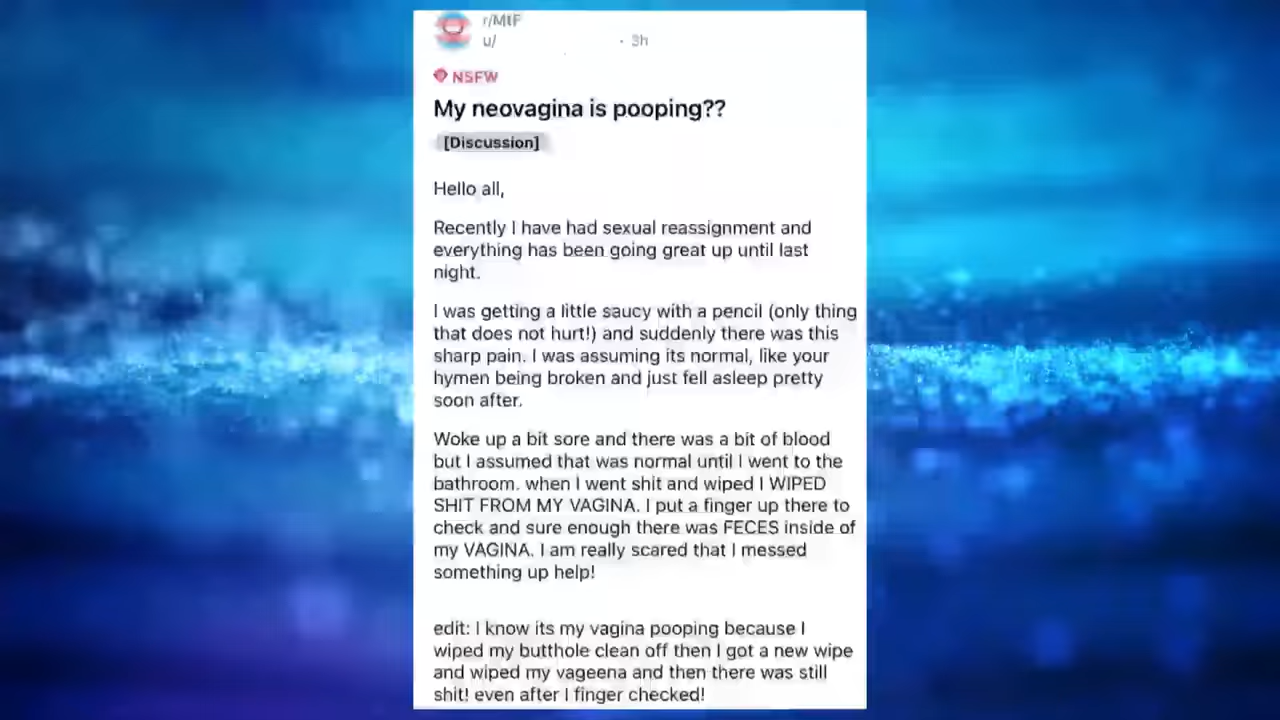 r/MtF
u/ · 3h
NSFW
My neovagina is pooping??
[Discussion]
Hello all,
Recently I have had sexual reassignment and
everything has been going great up until last
night.
I was getting a little saucy with a pencil (only thing
that does not hurt!) and suddenly there was this
sharp pain. I was assuming its normal, like your
hymen being broken and just fell asleep pretty
soon after.
Woke up a bit sore and there was a bit of blood
but I assumed that was normal until I went to the
bathroom. when I went shit and wiped I WIPED
SHIT FROM MY VAGINA. I put a finger up there to
check and sure enough there was FECES inside of
my VAGINA. I am really scared that I messed
something up help!
edit: I know its my vagina pooping because I
wiped my butthole clean off then I got a new wipe
and wiped my vageena and then there was still
shit! even after I finger checked!